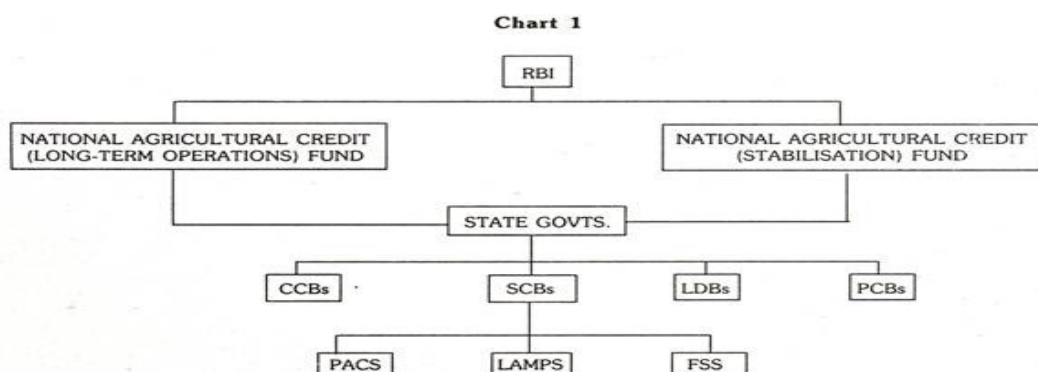 Chart 1
RBI
NATIONAL AGRICULTURAL CREDIT
(LONG-TERM OPERATIONS) FUND
NATIONAL AGRICULTURAL CREDIT
(STABILISATION) FUND
STATE GOVTS.
CCBs
SCBs
LDBs
PCBs
PACS
LAMPS
FSS